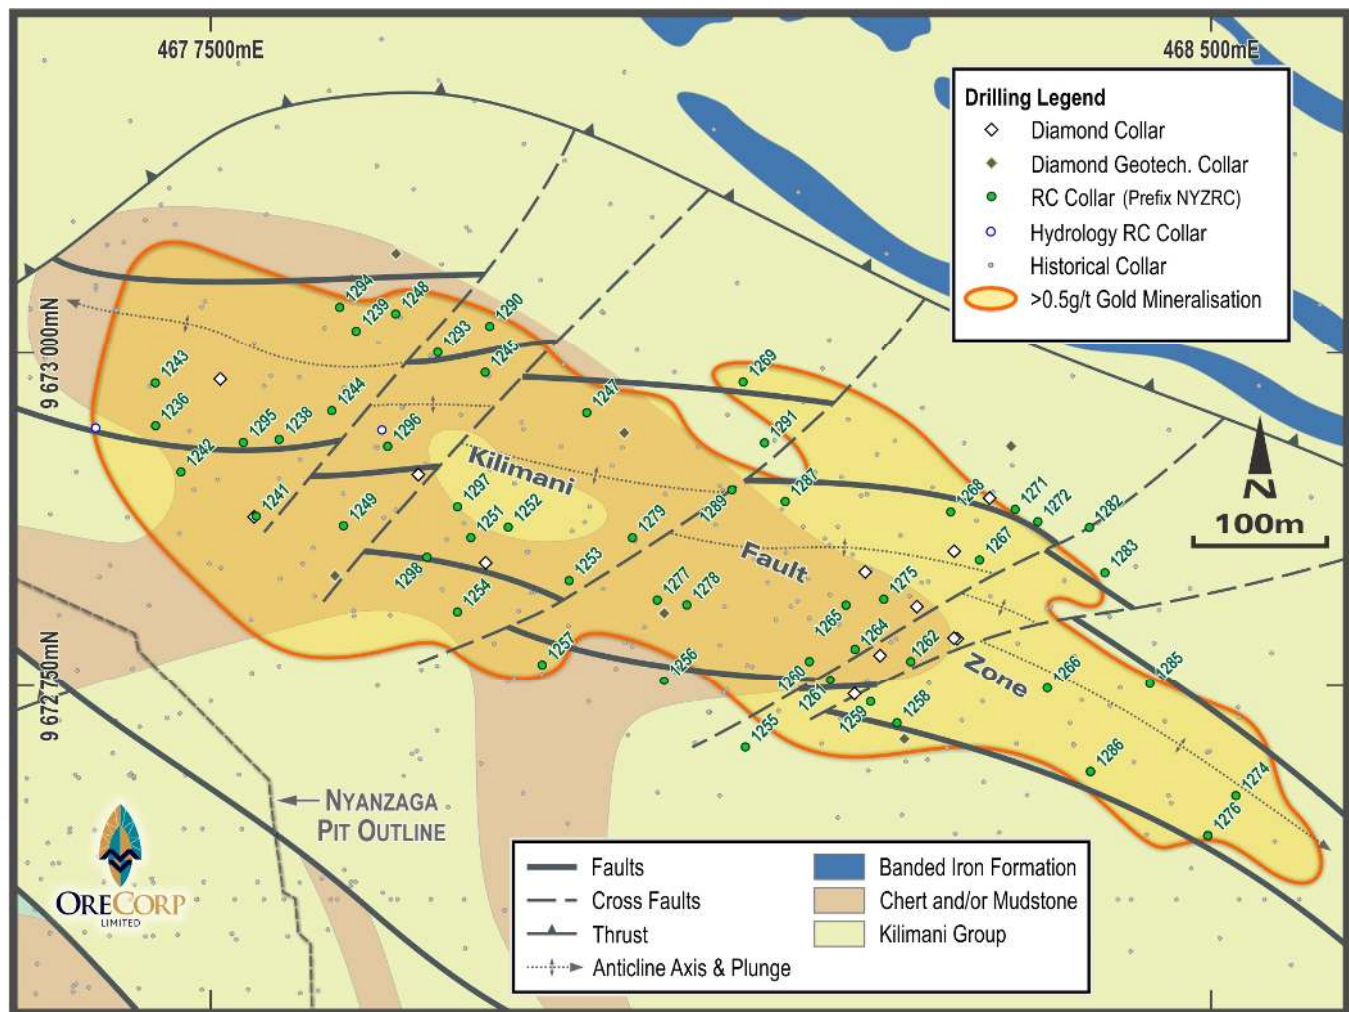 467 7500mE
468 500mE
Drilling Legend
Diamond Collar
Diamond Geotech. Collar
RC Collar (Prefix NYZRC)
Hydrology RC Collar
Historical Collar
>0.5g/t Gold Mineralisation
9 673 000mN
9 672 750mN
1294
1239
1248
1290
1293
1245
1243
1236
1295
1238
1244
1242
1296
1247
1269
1291
1241
1249
1297
1251
1252
Kilimani
1279
1289
1287
1268
1271
1272
1282
1267
1283
1298
1254
1253
Fault
1277
1278
1275
1265
1264
1262
1257
1256
1260
1261
Zone
1266
1285
1259
1258
1255
1286
1274
1276
N
100m
NYANZAGA
PIT OUTLINE
ORECORP
LIMITED
Faults
Cross Faults
Thrust
Anticline Axis & Plunge
Banded Iron Formation
Chert and/or Mudstone
Kilimani Group